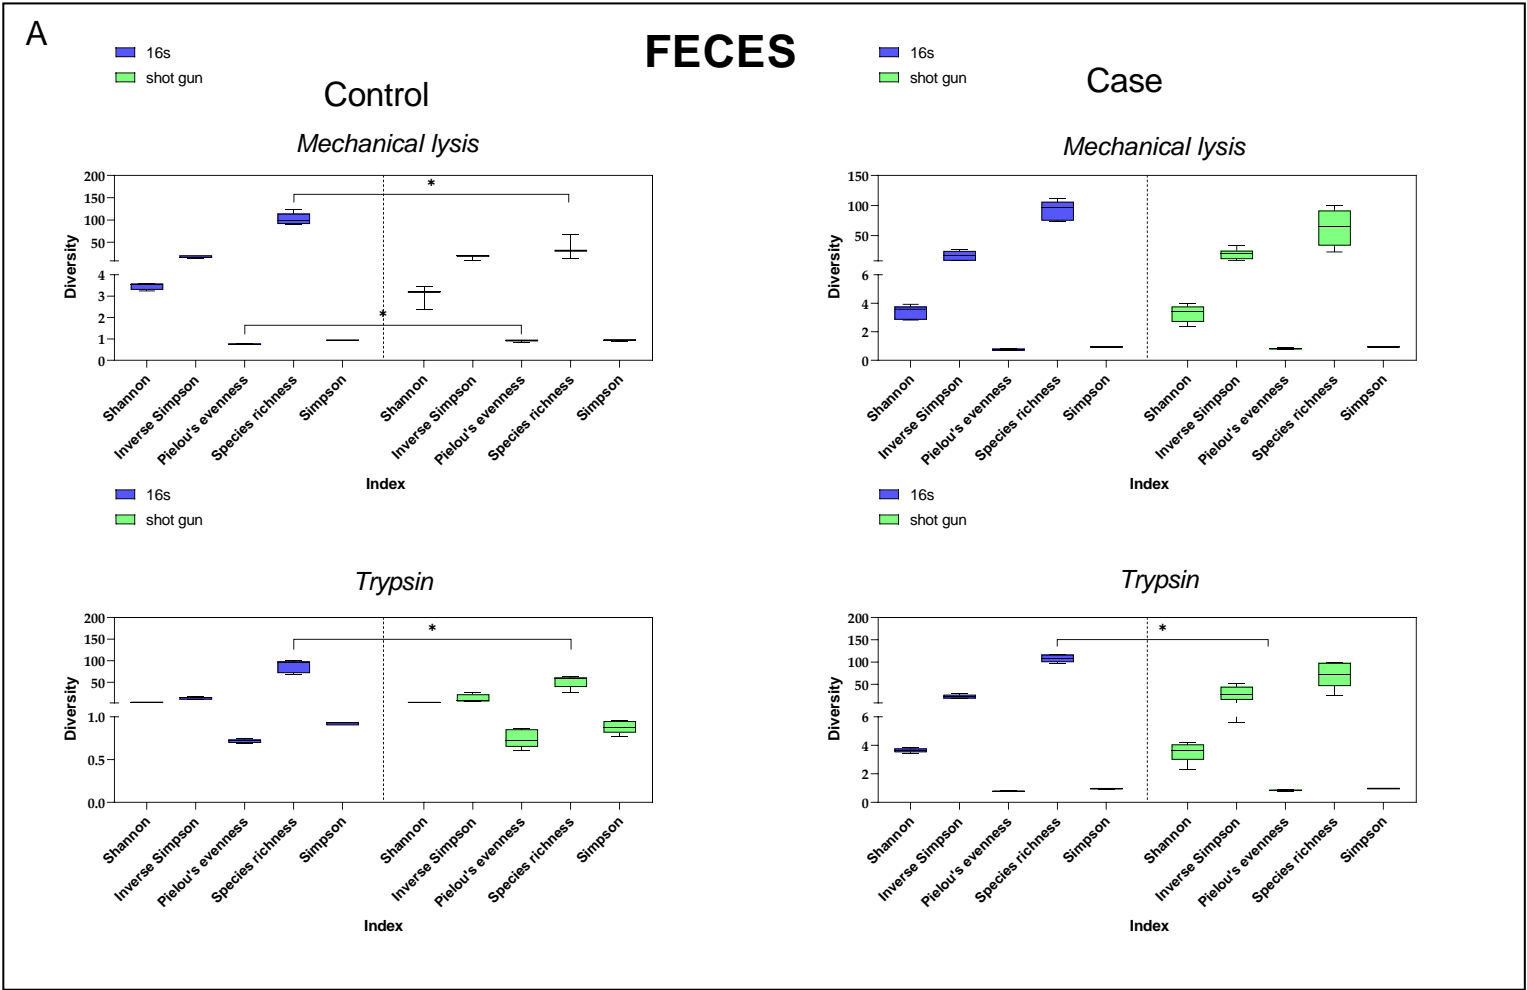 A
FECES
16s
shot gun
Control
Mechanical lysis
*
*
200
150
100
50
4
3
2
1
0
Diversity
Shannon
Inverse Simpson
Pielou's evenness
Species richness
Simpson
Shannon
Inverse Simpson
Pielou's evenness
Species richness
Simpson
Index
16s
shot gun
Case
Mechanical lysis
150
100
50
6
4
2
0
Diversity
Shannon
Inverse Simpson
Pielou's evenness
Species richness
Simpson
Shannon
Inverse Simpson
Pielou's evenness
Species richness
Simpson
Index
16s
shot gun
Trypsin
*
200
150
100
50
1.0
0.5
0.0
Diversity
Shannon
Inverse Simpson
Pielou's evenness
Species richness
Simpson
Shannon
Inverse Simpson
Pielou's evenness
Species richness
Simpson
Index
16s
shot gun
Trypsin
*
200
150
100
50
6
4
2
0
Diversity
Shannon
Inverse Simpson
Pielou's evenness
Species richness
Simpson
Shannon
Inverse Simpson
Pielou's evenness
Species richness
Simpson
Index